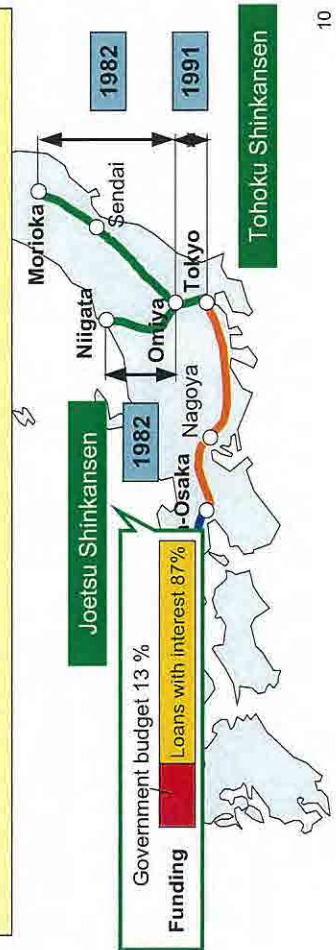 Joetsu Shinkansen
Tohoku Shinkansen
Morioka
Sendai
Niigata
Omiya
Tokyo
Nagoya
-Osaka
1982
1991
1982
Government budget 13 %
Loans with interest 87%
Funding
10